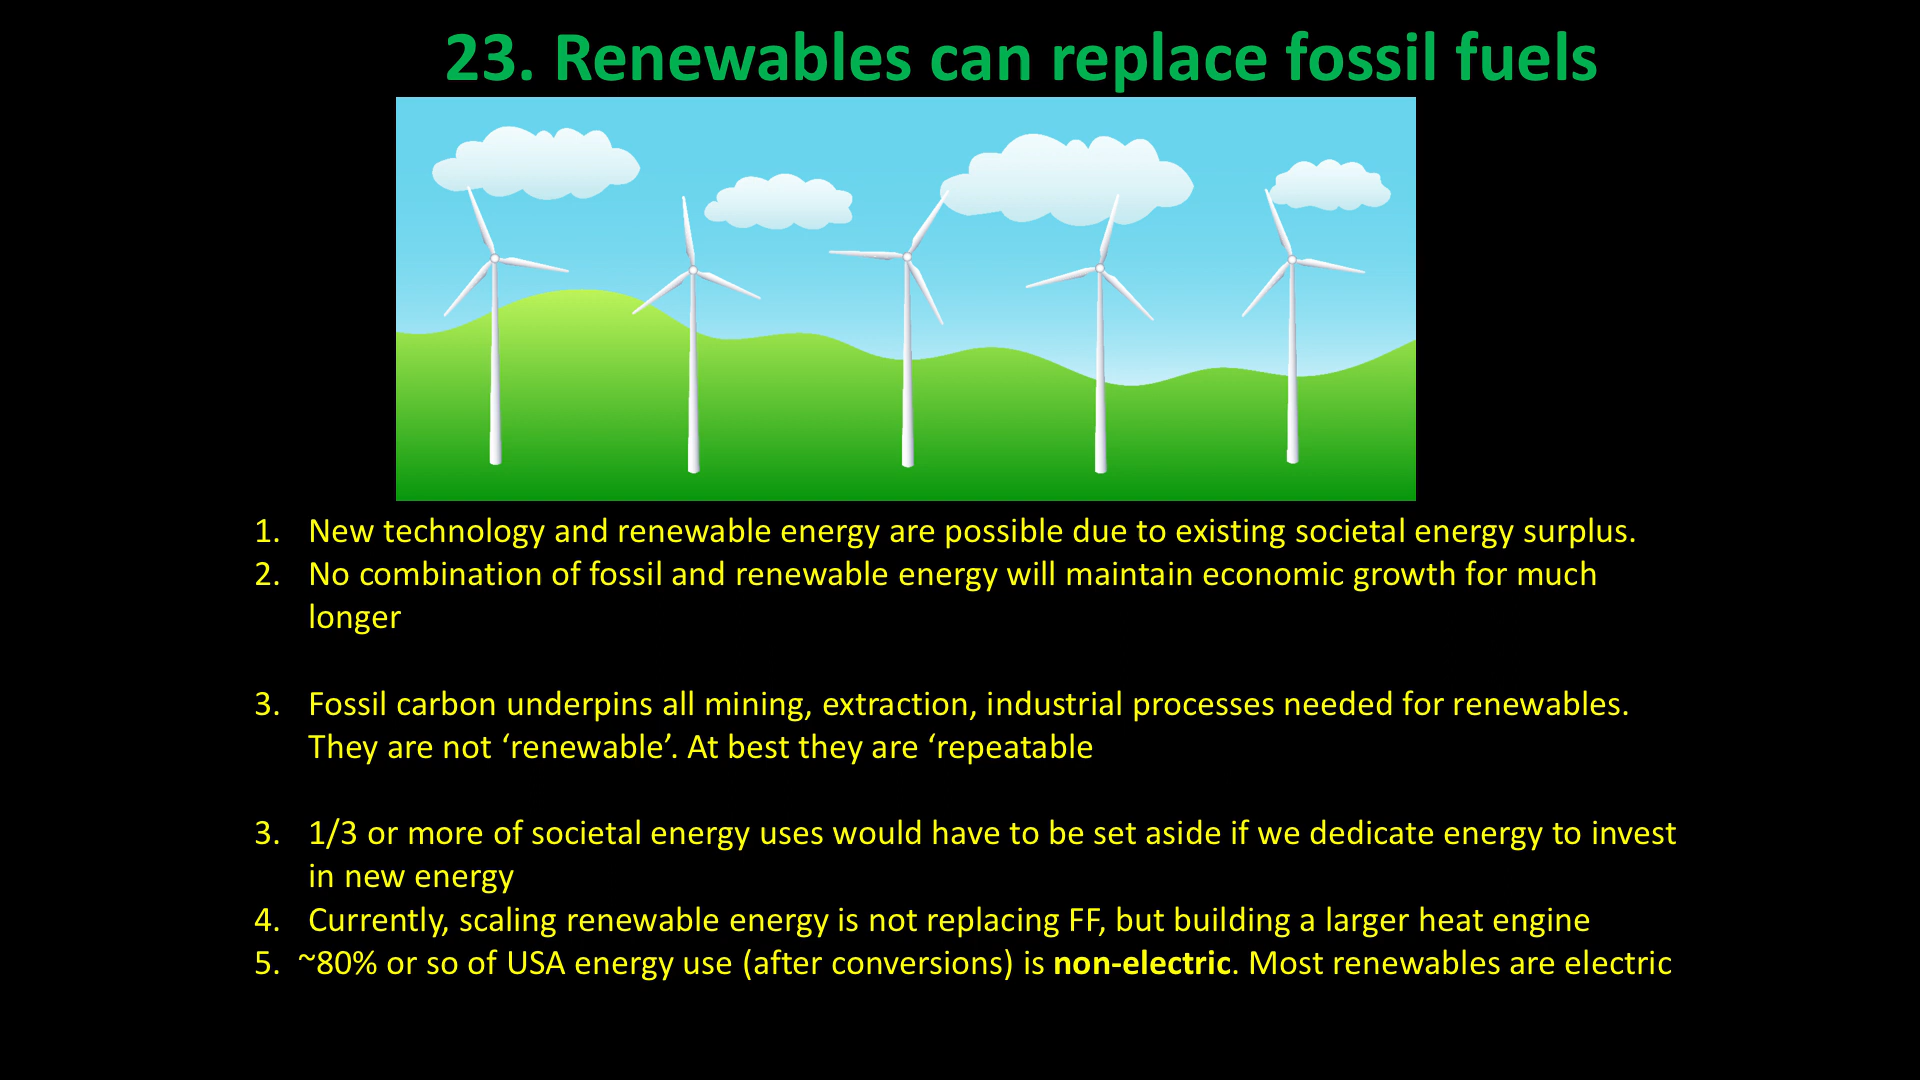 23. Renewables can replace fossil fuels
1. New technology and renewable energy are possible due to existing societal energy surplus.
2. No combination of fossil and renewable energy will maintain economic growth for much
longer
3. Fossil carbon underpins all mining, extraction, industrial processes needed for renewables.
They are not ‘renewable’. At best they are ‘repeatable
3. 1/3 or more of societal energy uses would have to be set aside if we dedicate energy to invest
in new energy
4. Currently, scaling renewable energy is not replacing FF, but building a larger heat engine
5. ~80% or so of USA energy use (after conversions) is non-electric. Most renewables are electric